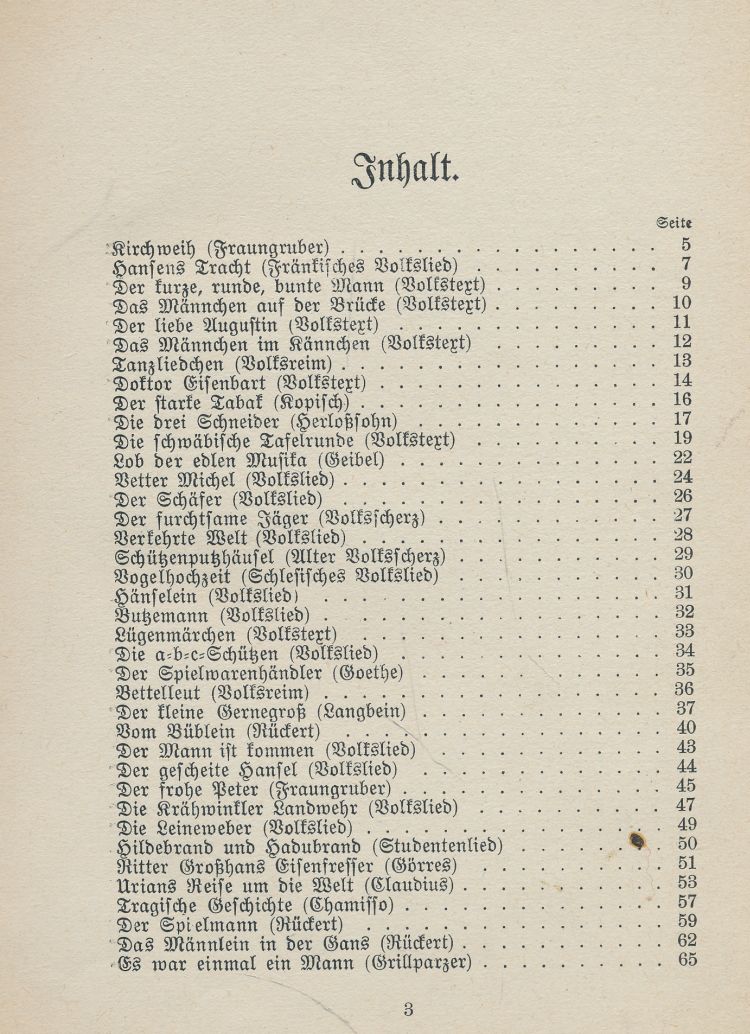 Inhalt.
Seite
Kirchweih (Fraungruber) . . . . . . . . . . . . . . . . . 5
Hansens Tracht (Fränkisches Volkslied) . . . . . . . . . . 7
Der kurze, runde, bunte Mann (Volkstext) . . . . . . . . . 9
Das Männchen auf der Brücke (Volkstext) . . . . . . . . . 10
Der liebe Augustin (Volkstext) . . . . . . . . . . . . . . 11
Das Männchen im Kännchen (Volkstext) . . . . . . . . . . 12
Tanzliedchen (Volksreim) . . . . . . . . . . . . . . . . . 13
Doktor Eisenbart (Volkstext) . . . . . . . . . . . . . . . 14
Der starke Tabak (Kopisch) . . . . . . . . . . . . . . . . 16
Die drei Schneider (Herloßsohn) . . . . . . . . . . . . . 17
Die schwäbische Tafelrunde (Volkstext) . . . . . . . . . . 19
Lob der edlen Musika (Geibel) . . . . . . . . . . . . . . 22
Vetter Michel (Volkslied) . . . . . . . . . . . . . . . . . 24
Der Schäfer (Volkslied) . . . . . . . . . . . . . . . . . 26
Der furchtsame Jäger (Volksscherz) . . . . . . . . . . . . 27
Verkehrte Welt (Volkslied) . . . . . . . . . . . . . . . . 28
Schützenputzhäusel (Alter Volksscherz) . . . . . . . . . . 29
Vogelhochzeit (Schlesisches Volkslied) . . . . . . . . . . 30
Hänselein (Volkslied) . . . . . . . . . . . . . . . . . . 31
Butzemann (Volkslied) . . . . . . . . . . . . . . . . . . 32
Lügenmärchen (Volkstext) . . . . . . . . . . . . . . . . 33
Die a-b-c-Schützen (Volkslied) . . . . . . . . . . . . . . 34
Der Spielwarenhändler (Goethe) . . . . . . . . . . . . . 35
Bettelleut (Volksreim) . . . . . . . . . . . . . . . . . . 36
Der kleine Gernegroß (Langbein) . . . . . . . . . . . . . 37
Vom Büblein (Rückert) . . . . . . . . . . . . . . . . . 40
Der Mann ist kommen (Volkslied) . . . . . . . . . . . . 43
Der gescheite Hansel (Volkslied) . . . . . . . . . . . . . 44
Der frohe Peter (Fraungruber) . . . . . . . . . . . . . . 45
Die Krähwinkler Landwehr (Volkslied) . . . . . . . . . . 47
Die Leineweber (Volkslied) . . . . . . . . . . . . . . . . 49
Hildebrand und Hadubrand (Studentenlied) . . . . . . . . 50
Ritter Großhans Eisenfresser (Görres) . . . . . . . . . . 51
Urians Reise um die Welt (Claudius) . . . . . . . . . . . 53
Tragische Geschichte (Chamisso) . . . . . . . . . . . . . 57
Der Spielmann (Rückert) . . . . . . . . . . . . . . . . 59
Das Männlein in der Gans (Rückert) . . . . . . . . . . . 62
Es war einmal ein Mann (Grillparzer) . . . . . . . . . . 65
3